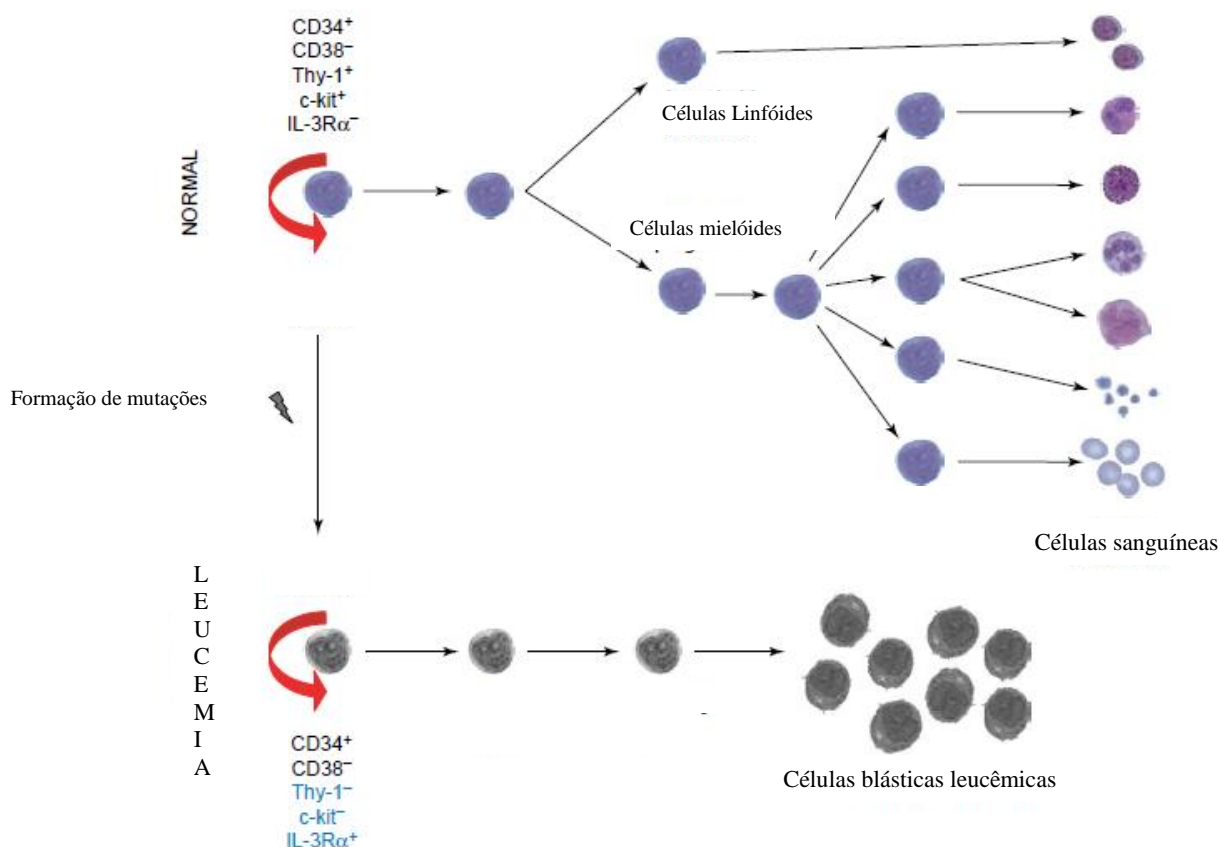 CD34⁺
CD38⁻
Thy-1⁺
c-kit⁺
IL-3Rα⁻
NORMAL
Células Linfóides
Células mielóides
Formação de mutações
Células sanguíneas
L
E
U
C
E
M
I
A
CD34⁺
CD38⁻
Thy-1⁻
c-kit⁻
IL-3Rα⁺
Células blásticas leucêmicas